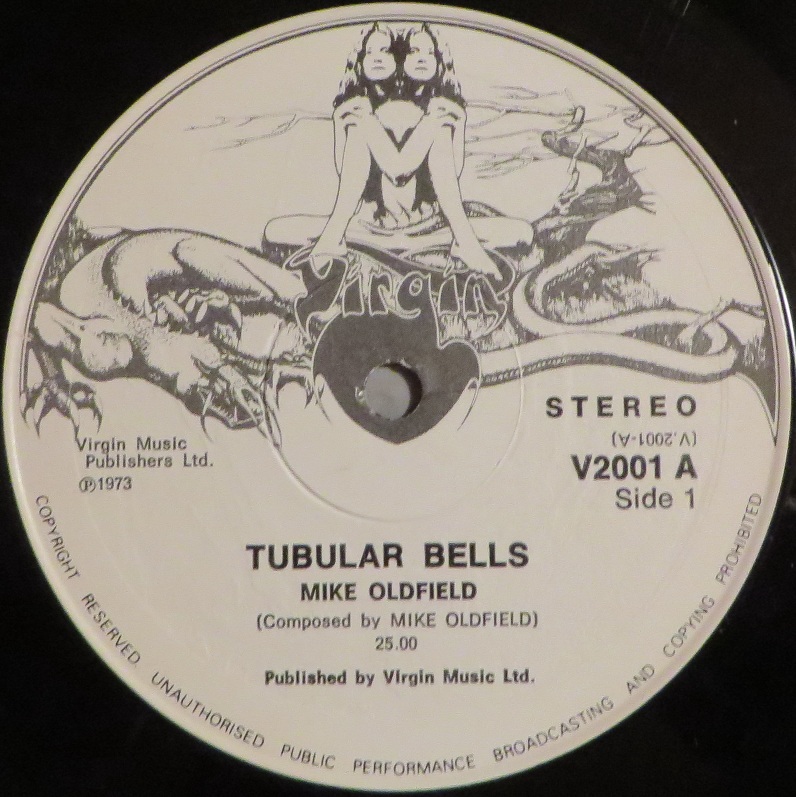 Virgin
STEREO
(V.2001-A)
V2001 A
Side 1
Virgin Music
Publishers Ltd.
℗1973
TUBULAR BELLS
MIKE OLDFIELD
(Composed by MIKE OLDFIELD)
25.00
Published by Virgin Music Ltd.
COPYRIGHT RESERVED. UNAUTHORISED PUBLIC PERFORMANCE BROADCASTING AND COPYING PROHIBITED